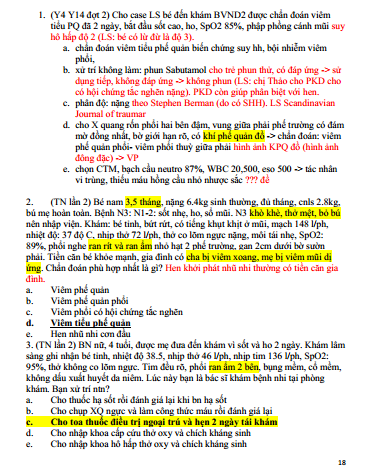 1. (Y4 Y14 đợt 2) Cho case LS bé đến khám BVND2 được chẩn đoán viêm
tiểu PQ đã 2 ngày, bắt đầu sốt cao, ho, SpO2 85%, phập phồng cánh mũi suy
hô hấp độ 2 (LS: bé có lừ đừ là độ 3).
a. chẩn đoán viêm tiểu phế quản biến chứng suy hh, bội nhiễm viêm
phổi,
b. xử trí không làm: phun Sabutamol cho trẻ phun thử, có đáp ứng -> sử
dụng tiếp, không đáp ứng -> không phun (LS: chị Thảo cho PKD cho
có hội chứng tắc nghẽn nặng). PKD còn giúp phân biệt với hen.
c. phân độ: nặng theo Stephen Berman (do có SHH). LS Scandinavian
Journal of traumar
d. cho X quang rốn phổi hai bên đậm, vung giữa phế trường có đám
mờ đồng nhất, bờ giới hạn rõ, có khí phế quản đồ -> chẩn đoán: viêm
phế quản phổi- viêm phổi thuỳ giữa phải hình ảnh KPQ đồ (hình ảnh
đông đặc) -> VP
e. chọn CTM, bạch cầu neutro 87%, WBC 20,500, eso 500 -> tác nhân
vi trùng, thiếu máu hồng cầu nhỏ nhược sắc ??? đề
2. (TN lần 2) Bé nam 3,5 tháng, nặng 6.4kg sinh thường, đủ tháng, cnls 2.8kg,
bú mẹ hoàn toàn. Bệnh N3: N1-2: sốt nhẹ, ho, sổ mũi. N3 khò khè, thở mệt, bỏ bú
nên nhập viện. Khám: bé tỉnh, bứt rứt, có tiếng khụt khịt ở mũi, mạch 148 l/ph,
nhiệt độ: 37 độ C, nhịp thở 72 l/ph, thở co lõm ngực nặng, môi tái nhẹ, SpO2:
89%, phổi nghe ran rít và ran ẩm nhỏ hạt 2 phế trường, gan 2cm dưới bờ sườn
phải. Tiền căn bé khỏe mạnh, gia đình có cha bị viêm xoang, mẹ bị viêm mũi dị
ứng. Chẩn đoán phù hợp nhất là gì? Hen khởi phát nhũ nhi thường có tiền căn gia
đình.
a. Viêm phế quản
b. Viêm phế quản phổi
c. Viêm phổi có hội chứng tắc nghẽn
d. Viêm tiểu phế quản
e. Hen nhũ nhi cơn đầu
3. (TN lần 2) BN nữ, 4 tuổi, được mẹ đưa đến khám vì sốt và ho 2 ngày. Khám lâm
sàng ghi nhận bé tỉnh, nhiệt độ 38.5, nhịp thở 46 l/ph, nhịp tim 136 l/ph, SpO2:
95%, thở không co lõm ngực. Tim đều rõ, phổi ran ẩm 2 bên, bụng mềm, cổ mềm,
không dấu xuất huyết da niêm. Lúc này bạn là bác sĩ khám bệnh nhi tại phòng
khám. Bạn xử trí ntn?
a. Cho thuốc hạ sốt rồi đánh giá lại khi bn hạ sốt
b. Cho chụp XQ ngực và làm công thức máu rồi đánh giá lại
c. Cho toa thuốc điều trị ngoại trú và hẹn 2 ngày tái khám
d. Cho nhập khoa cấp cứu thở oxy và chích kháng sinh
e. Cho nhập khoa hô hấp thở oxy và chích kháng sinh
18